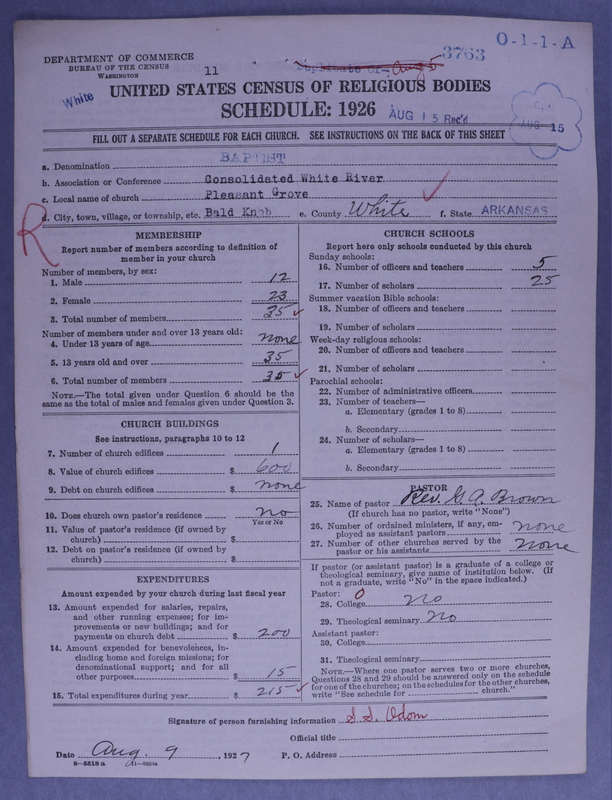 O-1-1-A
DEPARTMENT OF COMMERCE
BUREAU OF THE CENSUS
WASHINGTON
11
Duplicate of— Aug 5
3763
White
UNITED STATES CENSUS OF RELIGIOUS BODIES
SCHEDULE: 1926
AUG 15 Rec'd
AUG 15
FILL OUT A SEPARATE SCHEDULE FOR EACH CHURCH. SEE INSTRUCTIONS ON THE BACK OF THIS SHEET
a. Denomination BAPTIST
b. Association or Conference Consolidated White River
c. Local name of church Pleasant Grove
d. City, town, village, or township, etc. Bald Knob e. County White f. State ARKANSAS
R
MEMBERSHIP
Report number of members according to definition of
member in your church
Number of members, by sex:
1. Male 12
2. Female 23
3. Total number of members 35
Number of members under and over 13 years old:
4. Under 13 years of age none
5. 13 years old and over 35
6. Total number of members 35
NOTE.—The total given under Question 6 should be the
same as the total of males and females given under Question 3.
CHURCH BUILDINGS
See instructions, paragraphs 10 to 12
7. Number of church edifices 1
8. Value of church edifices $ 600
9. Debt on church edifices $ none
10. Does church own pastor's residence no
Yes or No
11. Value of pastor's residence (if owned by
church) $
12. Debt on pastor's residence (if owned by
church) $
EXPENDITURES
Amount expended by your church during last fiscal year
13. Amount expended for salaries, repairs,
and other running expenses; for im-
provements or new buildings; and for
payments on church debt $ 200
14. Amount expended for benevolences, in-
cluding home and foreign missions; for
denominational support; and for all
other purposes $ 15
15. Total expenditures during year $ 215
CHURCH SCHOOLS
Report here only schools conducted by this church
Sunday schools:
16. Number of officers and teachers 5
17. Number of scholars 25
Summer vacation Bible schools:
18. Number of officers and teachers
19. Number of scholars
Week-day religious schools:
20. Number of officers and teachers
21. Number of scholars
Parochial schools:
22. Number of administrative officers
23. Number of teachers—
a. Elementary (grades 1 to 8)
b. Secondary
24. Number of scholars—
a. Elementary (grades 1 to 8)
b. Secondary
PASTOR
25. Name of pastor Rev. G. A. Brown
(If church has no pastor, write "None")
26. Number of ordained ministers, if any, em-
ployed as assistant pastors none
27. Number of other churches served by the
pastor or his assistants none
If pastor (or assistant pastor) is a graduate of a college or
theological seminary, give name of institution below. (If
not a graduate, write "No" in the space indicated.)
Pastor: O
28. College No
29. Theological seminary No
Assistant pastor:
30. College
31. Theological seminary
NOTE.—Where one pastor serves two or more churches,
Questions 28 and 29 should be answered only on the schedule
for one of the churches; on the schedules for the other churches,
write "See schedule for church."
Signature of person furnishing information S. S. Odom
Official title
Date Aug. 9 1927 P. O. Address
8-5518 a